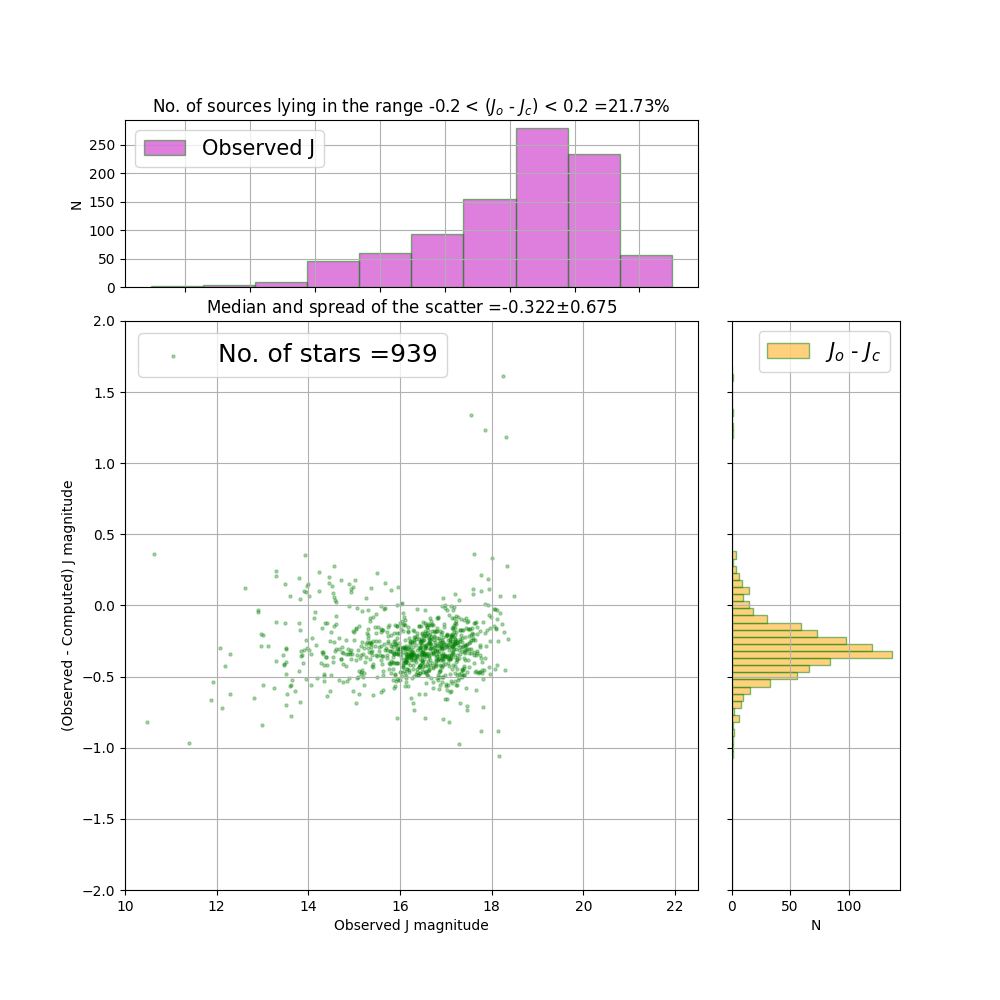 No. of sources lying in the range -0.2 < (J_o - J_c) < 0.2 =21.73%
Observed J
250
200
150
100
50
0
N
Median and spread of the scatter =-0.322±0.675
No. of stars =939
2.0
1.5
1.0
0.5
0.0
−0.5
−1.0
−1.5
−2.0
(Observed - Computed) J magnitude
10 12 14 16 18 20 22
Observed J magnitude
J_o - J_c
0 50 100
N